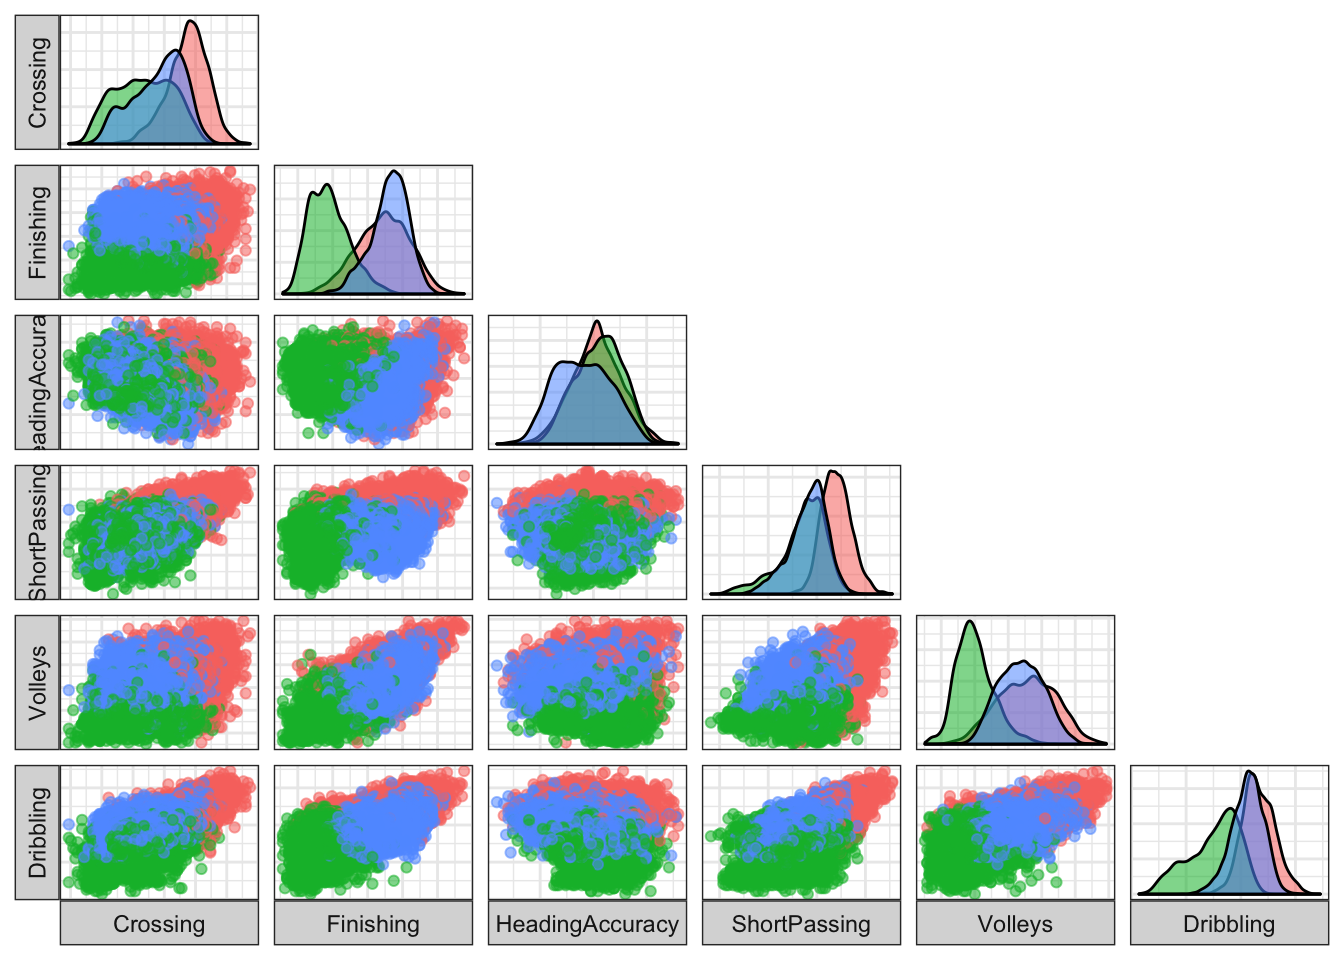 Crossing
Finishing
eadingAccura
ShortPassing
Volleys
Dribbling
Crossing
Finishing
HeadingAccuracy
ShortPassing
Volleys
Dribbling